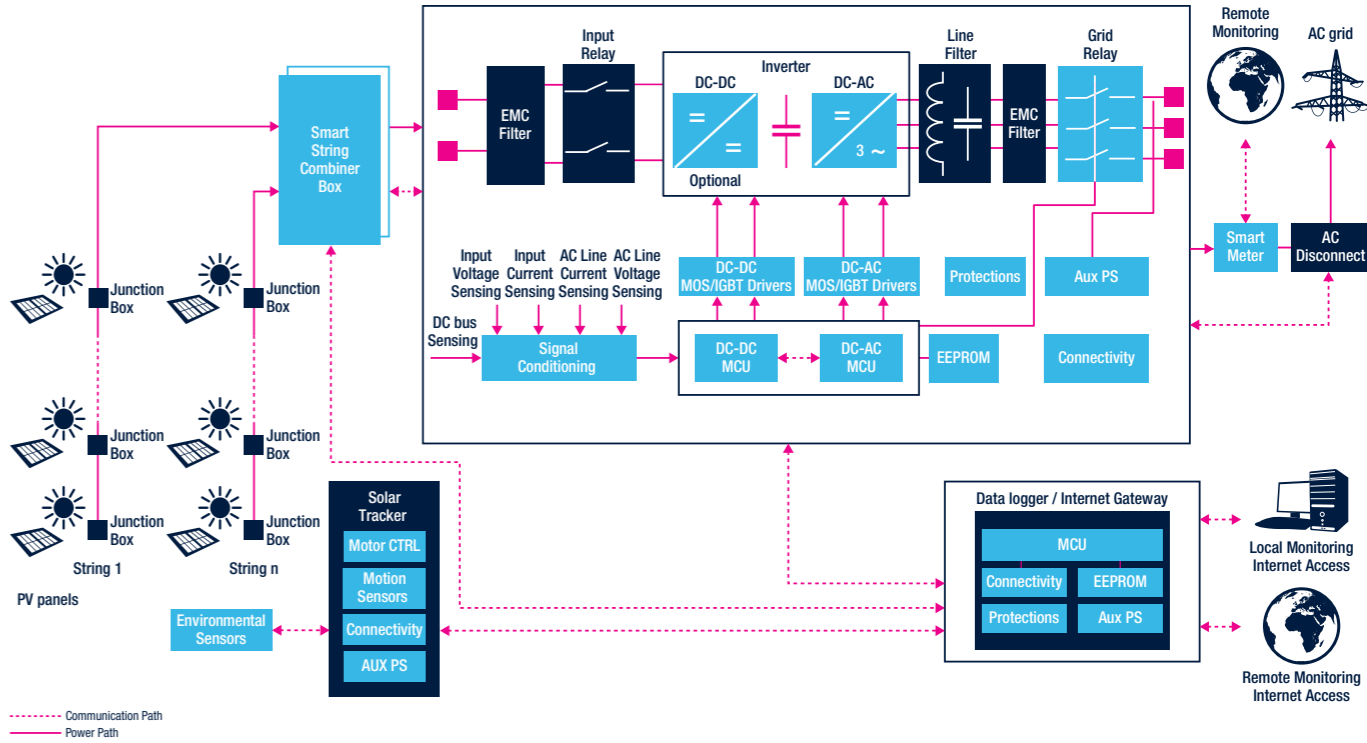 Input
Relay
Line
Filter
Grid
Relay
Remote
Monitoring
AC grid
Inverter
DC-DC
DC-AC
EMC
Filter
=
=
=
3 ~
EMC
Filter
Optional
Smart
String
Combiner
Box
Input
Voltage
Sensing
Input
Current
Sensing
AC Line
Current
Sensing
AC Line
Voltage
Sensing
DC-DC
MOS/IGBT Drivers
DC-AC
MOS/IGBT Drivers
Protections
Aux PS
Smart
Meter
AC
Disconnect
DC bus
Sensing
Signal
Conditioning
DC-DC
MCU
DC-AC
MCU
EEPROM
Connectivity
Junction
Box
Junction
Box
Junction
Box
Junction
Box
Junction
Box
Junction
Box
String 1
String n
PV panels
Solar
Tracker
Motor CTRL
Motion
Sensors
Connectivity
AUX PS
Environmental
Sensors
Data logger / Internet Gateway
MCU
Connectivity
EEPROM
Protections
Aux PS
Local Monitoring
Internet Access
Remote Monitoring
Internet Access
Communication Path
Power Path